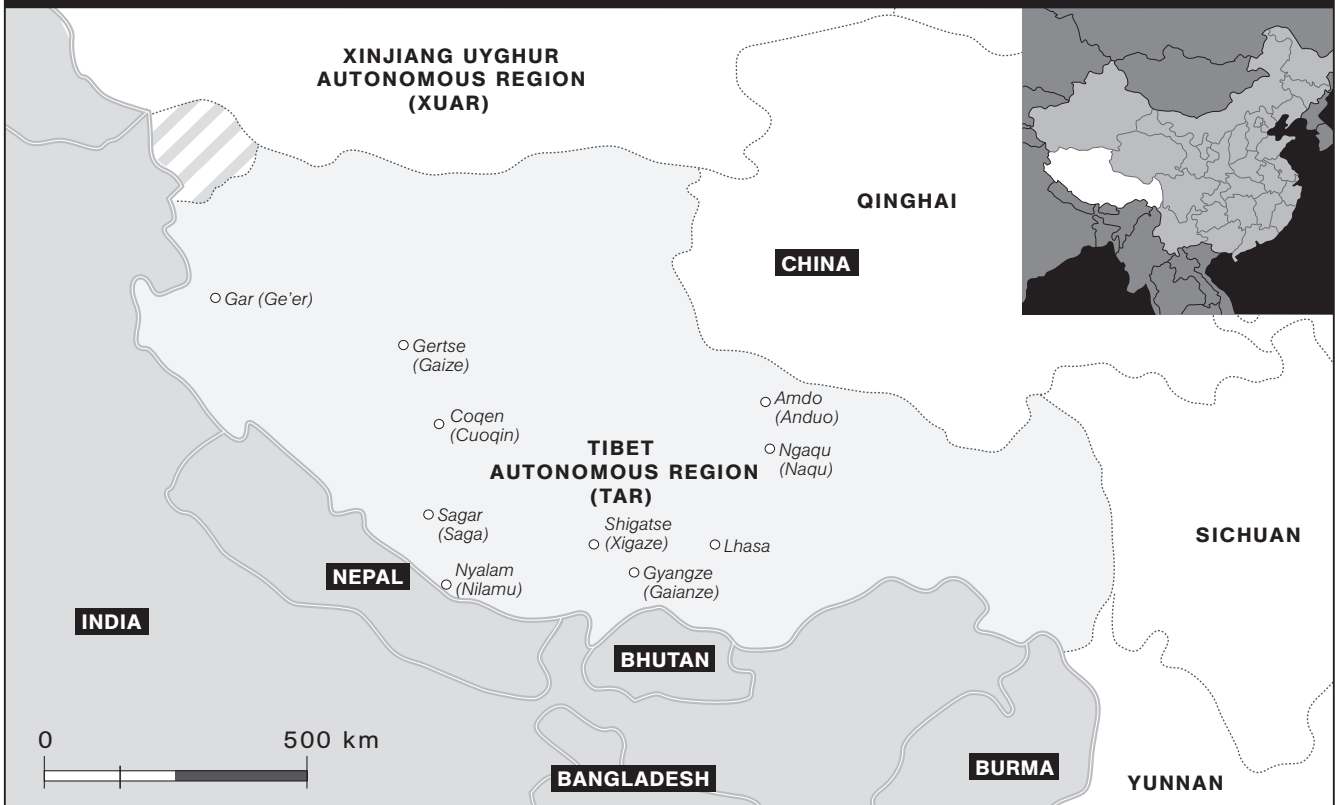 XINJIANG UYGHUR
AUTONOMOUS REGION
(XUAR)
QINGHAI
CHINA
Gar (Ge’er)
Gertse
(Gaize)
Amdo
(Anduo)
Coqen
(Cuoqin)
TIBET
AUTONOMOUS REGION
(TAR)
Ngaqu
(Naqu)
Sagar
(Saga)
Shigatse
(Xigaze)
Lhasa
SICHUAN
Nyalam
(Nilamu)
Gyangze
(Gaianze)
NEPAL
INDIA
BHUTAN
0 500 km
BANGLADESH
BURMA
YUNNAN